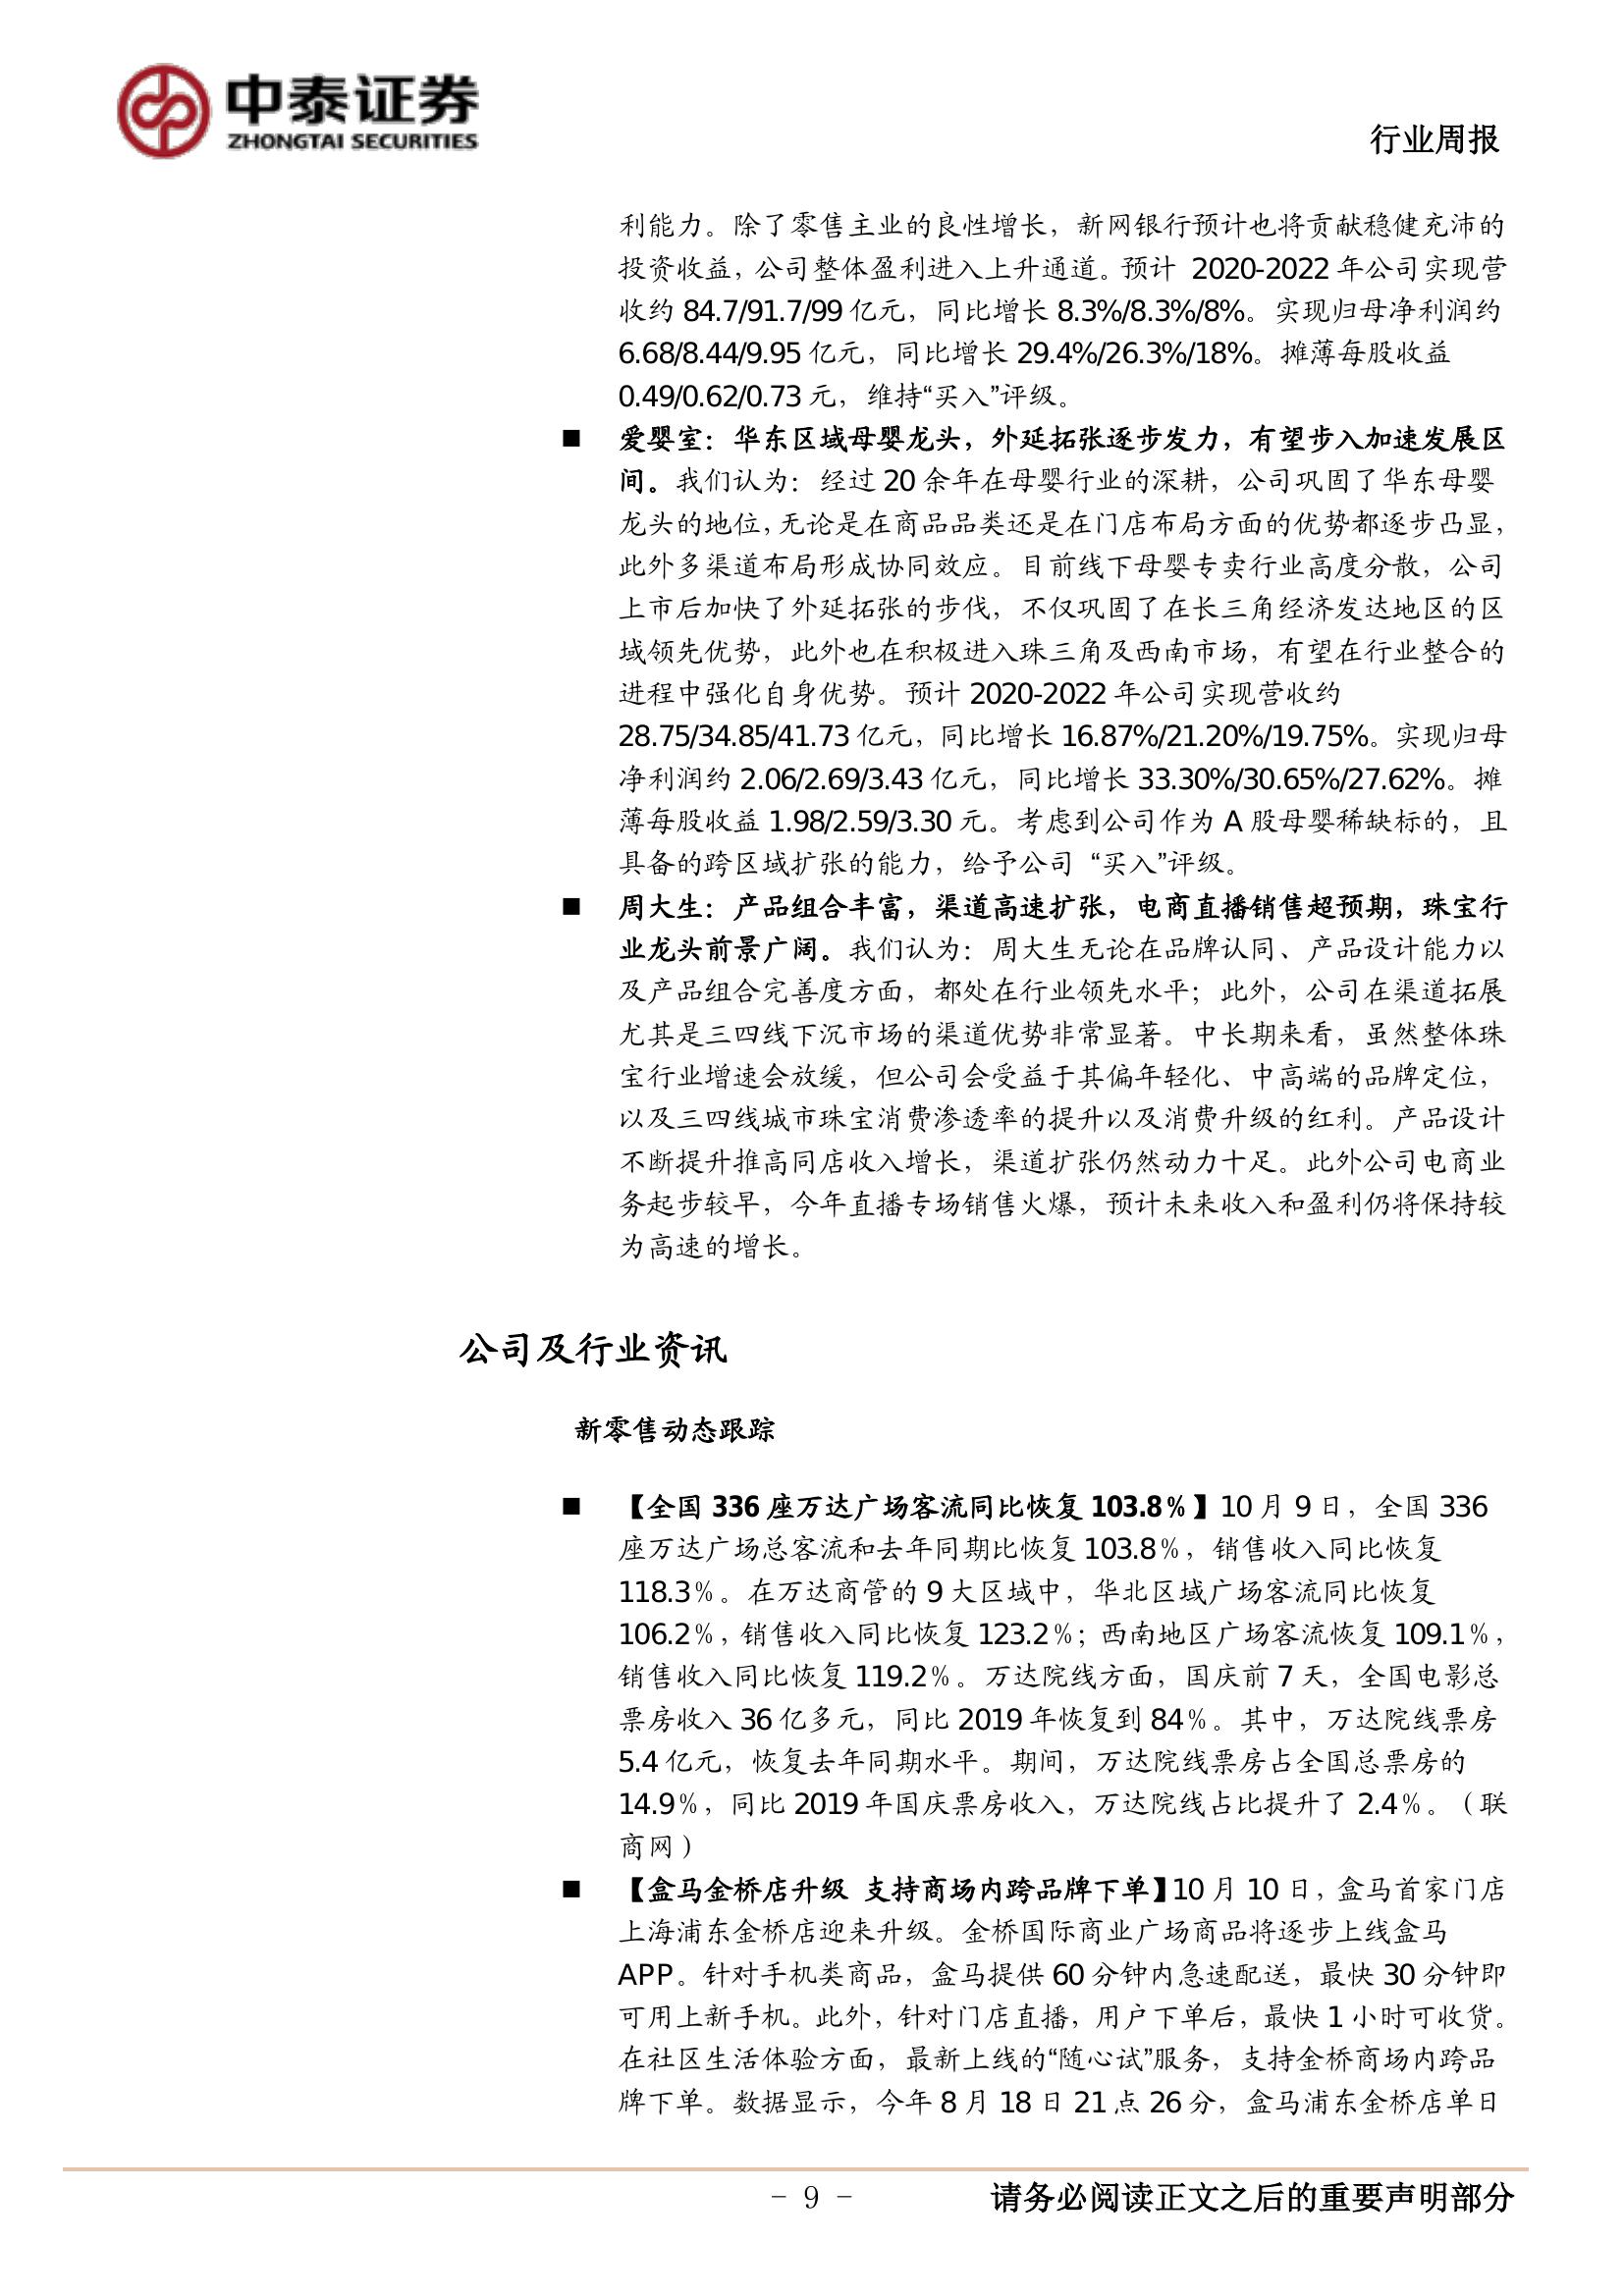 中泰证券
ZHONGTAI SECURITIES
行业周报
利能力。除了零售主业的良性增长，新网银行预计也将贡献稳健充沛的
投资收益，公司整体盈利进入上升通道。预计 2020-2022 年公司实现营
收约 84.7/91.7/99 亿元，同比增长 8.3%/8.3%/8%。实现归母净利润约
6.68/8.44/9.95 亿元，同比增长 29.4%/26.3%/18%。摊薄每股收益
0.49/0.62/0.73 元，维持“买入”评级。
■ 爱婴室：华东区域母婴龙头，外延拓张逐步发力，有望步入加速发展区
间。我们认为：经过 20 余年在母婴行业的深耕，公司巩固了华东母婴
龙头的地位，无论是在商品品类还是在门店布局方面的优势都逐步凸显，
此外多渠道布局形成协同效应。目前线下母婴专卖行业高度分散，公司
上市后加快了外延拓张的步伐，不仅巩固了在长三角经济发达地区的区
域领先优势，此外也在积极进入珠三角及西南市场，有望在行业整合的
进程中强化自身优势。预计 2020-2022 年公司实现营收约
28.75/34.85/41.73 亿元，同比增长 16.87%/21.20%/19.75%。实现归母
净利润约 2.06/2.69/3.43 亿元，同比增长 33.30%/30.65%/27.62%。摊
薄每股收益 1.98/2.59/3.30 元。考虑到公司作为 A 股母婴稀缺标的，且
具备的跨区域扩张的能力，给予公司 “买入”评级。
■ 周大生：产品组合丰富，渠道高速扩张，电商直播销售超预期，珠宝行
业龙头前景广阔。我们认为：周大生无论在品牌认同、产品设计能力以
及产品组合完善度方面，都处在行业领先水平；此外，公司在渠道拓展
尤其是三四线下沉市场的渠道优势非常显著。中长期来看，虽然整体珠
宝行业增速会放缓，但公司会受益于其偏年轻化、中高端的品牌定位，
以及三四线城市珠宝消费渗透率的提升以及消费升级的红利。产品设计
不断提升推高同店收入增长，渠道扩张仍然动力十足。此外公司电商业
务起步较早，今年直播专场销售火爆，预计未来收入和盈利仍将保持较
为高速的增长。
公司及行业资讯
新零售动态跟踪
■ 【全国 336 座万达广场客流同比恢复 103.8％】10 月 9 日，全国 336
座万达广场总客流和去年同期比恢复 103.8％，销售收入同比恢复
118.3％。在万达商管的 9 大区域中，华北区域广场客流同比恢复
106.2％，销售收入同比恢复 123.2％；西南地区广场客流恢复 109.1％，
销售收入同比恢复 119.2％。万达院线方面，国庆前 7 天，全国电影总
票房收入 36 亿多元，同比 2019 年恢复到 84％。其中，万达院线票房
5.4 亿元，恢复去年同期水平。期间，万达院线票房占全国总票房的
14.9％，同比 2019 年国庆票房收入，万达院线占比提升了 2.4％。（联
商网）
■ 【盒马金桥店升级 支持商场内跨品牌下单】10 月 10 日，盒马首家门店
上海浦东金桥店迎来升级。金桥国际商业广场商品将逐步上线盒马
APP。针对手机类商品，盒马提供 60 分钟内急速配送，最快 30 分钟即
可用上新手机。此外，针对门店直播，用户下单后，最快 1 小时可收货。
在社区生活体验方面，最新上线的“随心试”服务，支持金桥商场内跨品
牌下单。数据显示，今年 8 月 18 日 21 点 26 分，盒马浦东金桥店单日
- 9 -
请务必阅读正文之后的重要声明部分